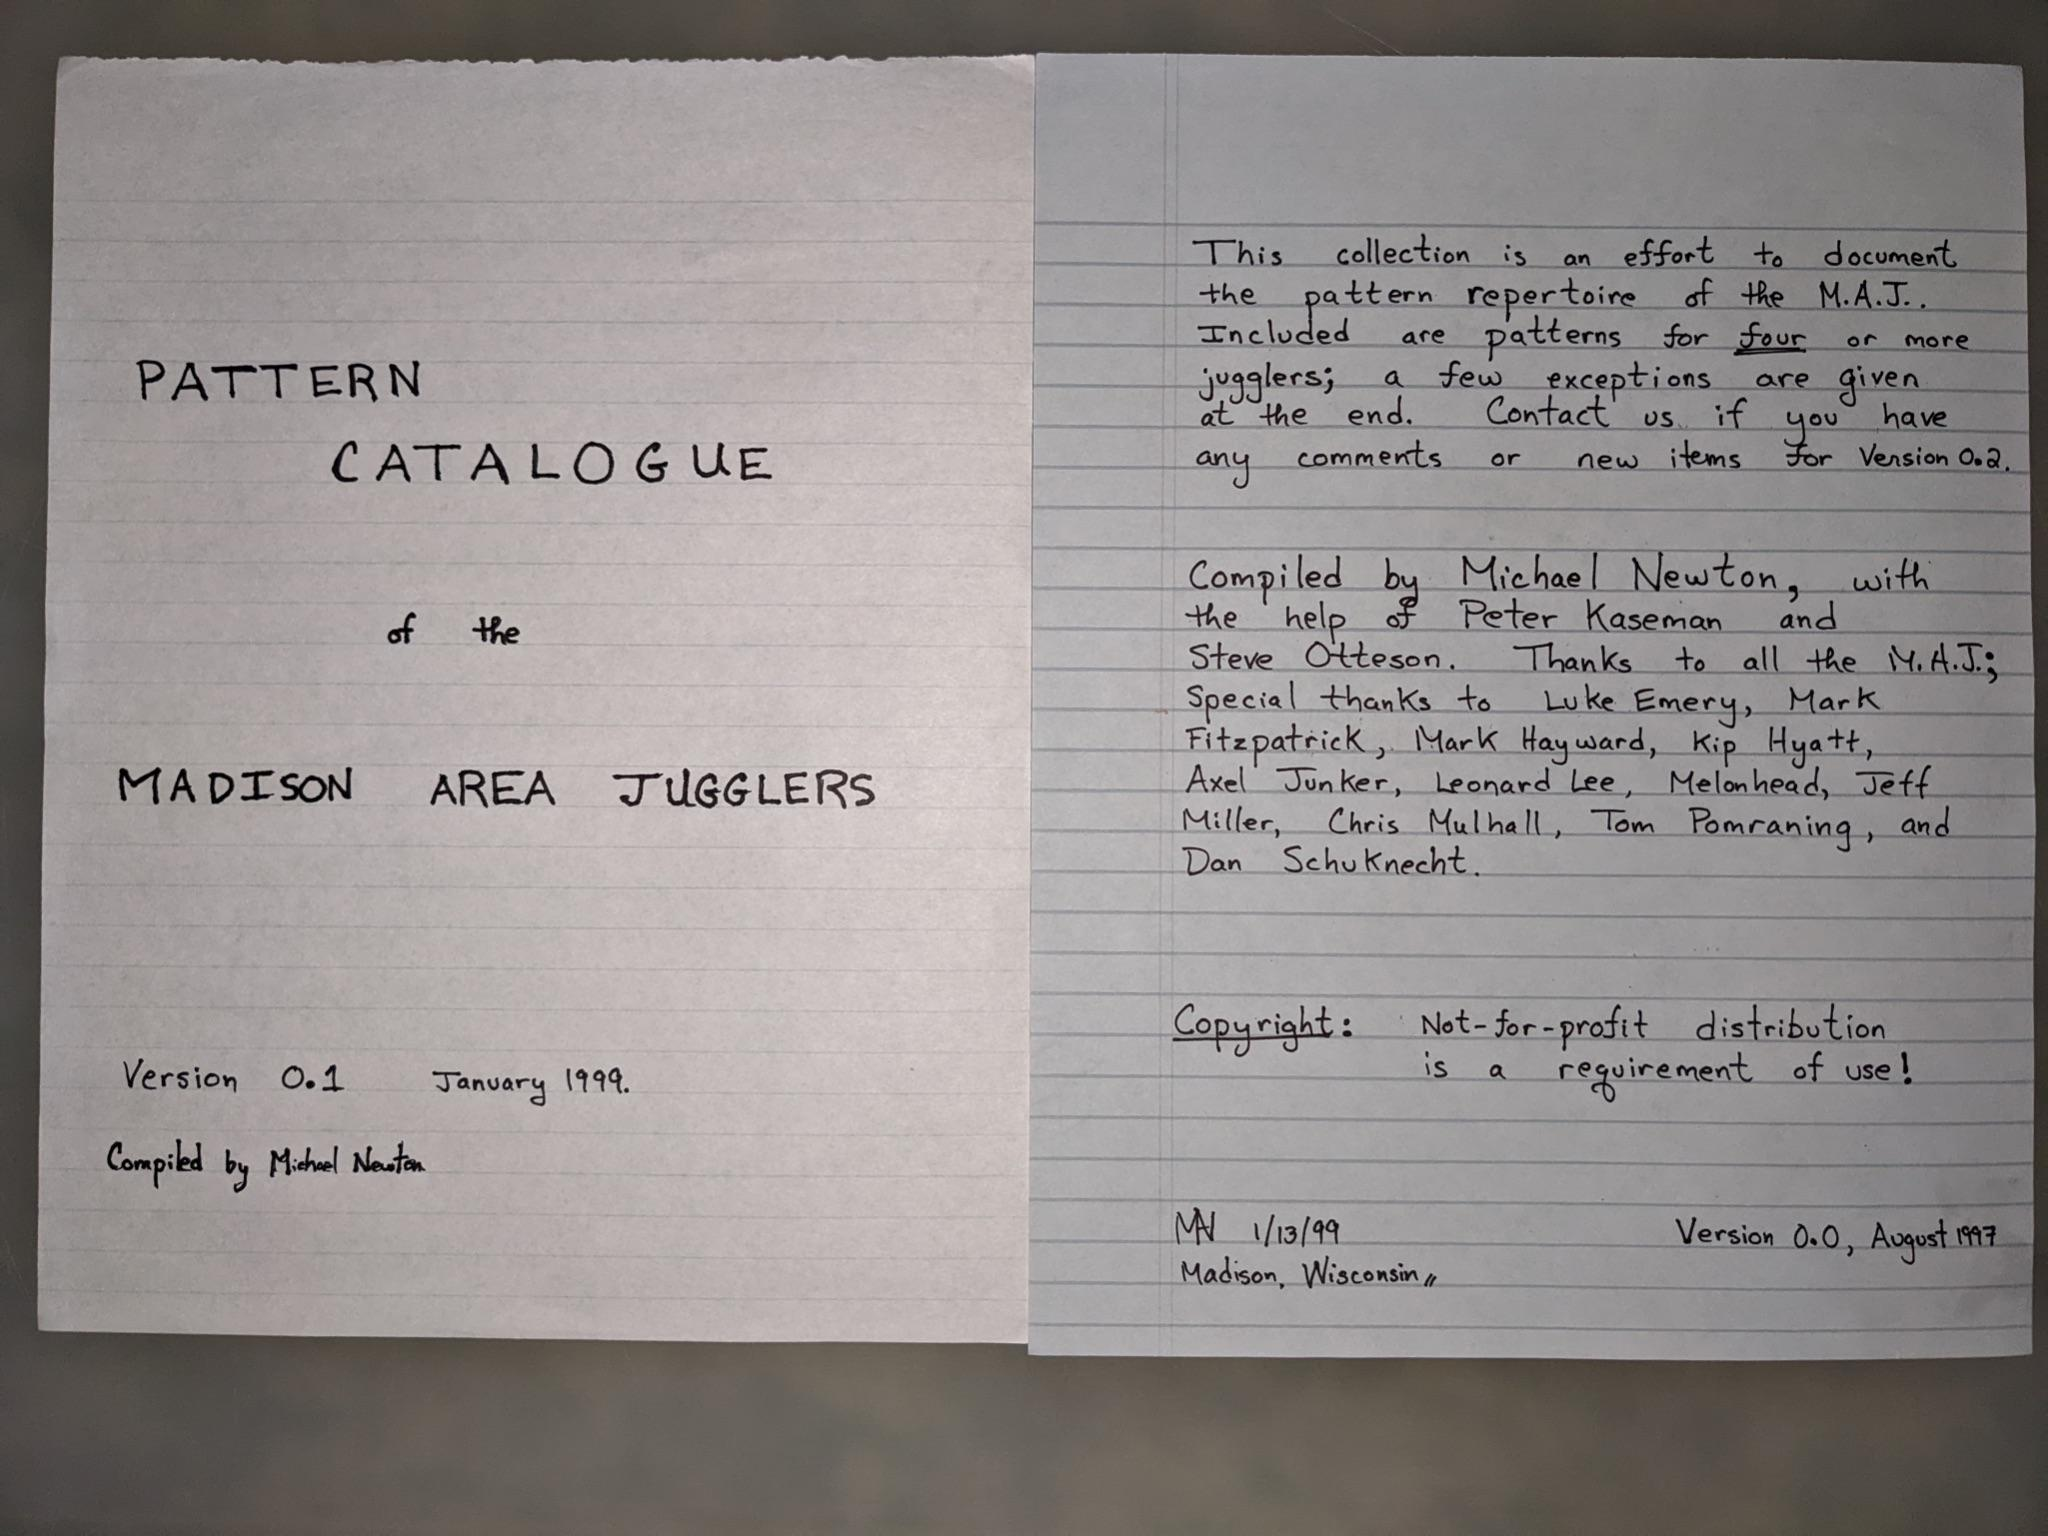 PATTERN
CATALOGUE
of the
MADISON AREA JUGGLERS
Version 0.1 January 1999.
Compiled by Michael Newton
This collection is an effort to document
the pattern repertoire of the M.A.J..
Included are patterns for four or more
jugglers; a few exceptions are given
at the end. Contact us if you have
any comments or new items for Version 0.2.
Compiled by Michael Newton, with
the help of Peter Kaseman and
Steve Otteson. Thanks to all the M.A.J.;
Special thanks to Luke Emery, Mark
Fitzpatrick, Mark Hayward, Kip Hyatt,
Axel Junker, Leonard Lee, Melonhead, Jeff
Miller, Chris Mulhall, Tom Pomraning, and
Dan Schuknecht.
Copyright: Not-for-profit distribution
is a requirement of use!
MN 1/13/99 Version 0.0, August 1997
Madison, Wisconsin